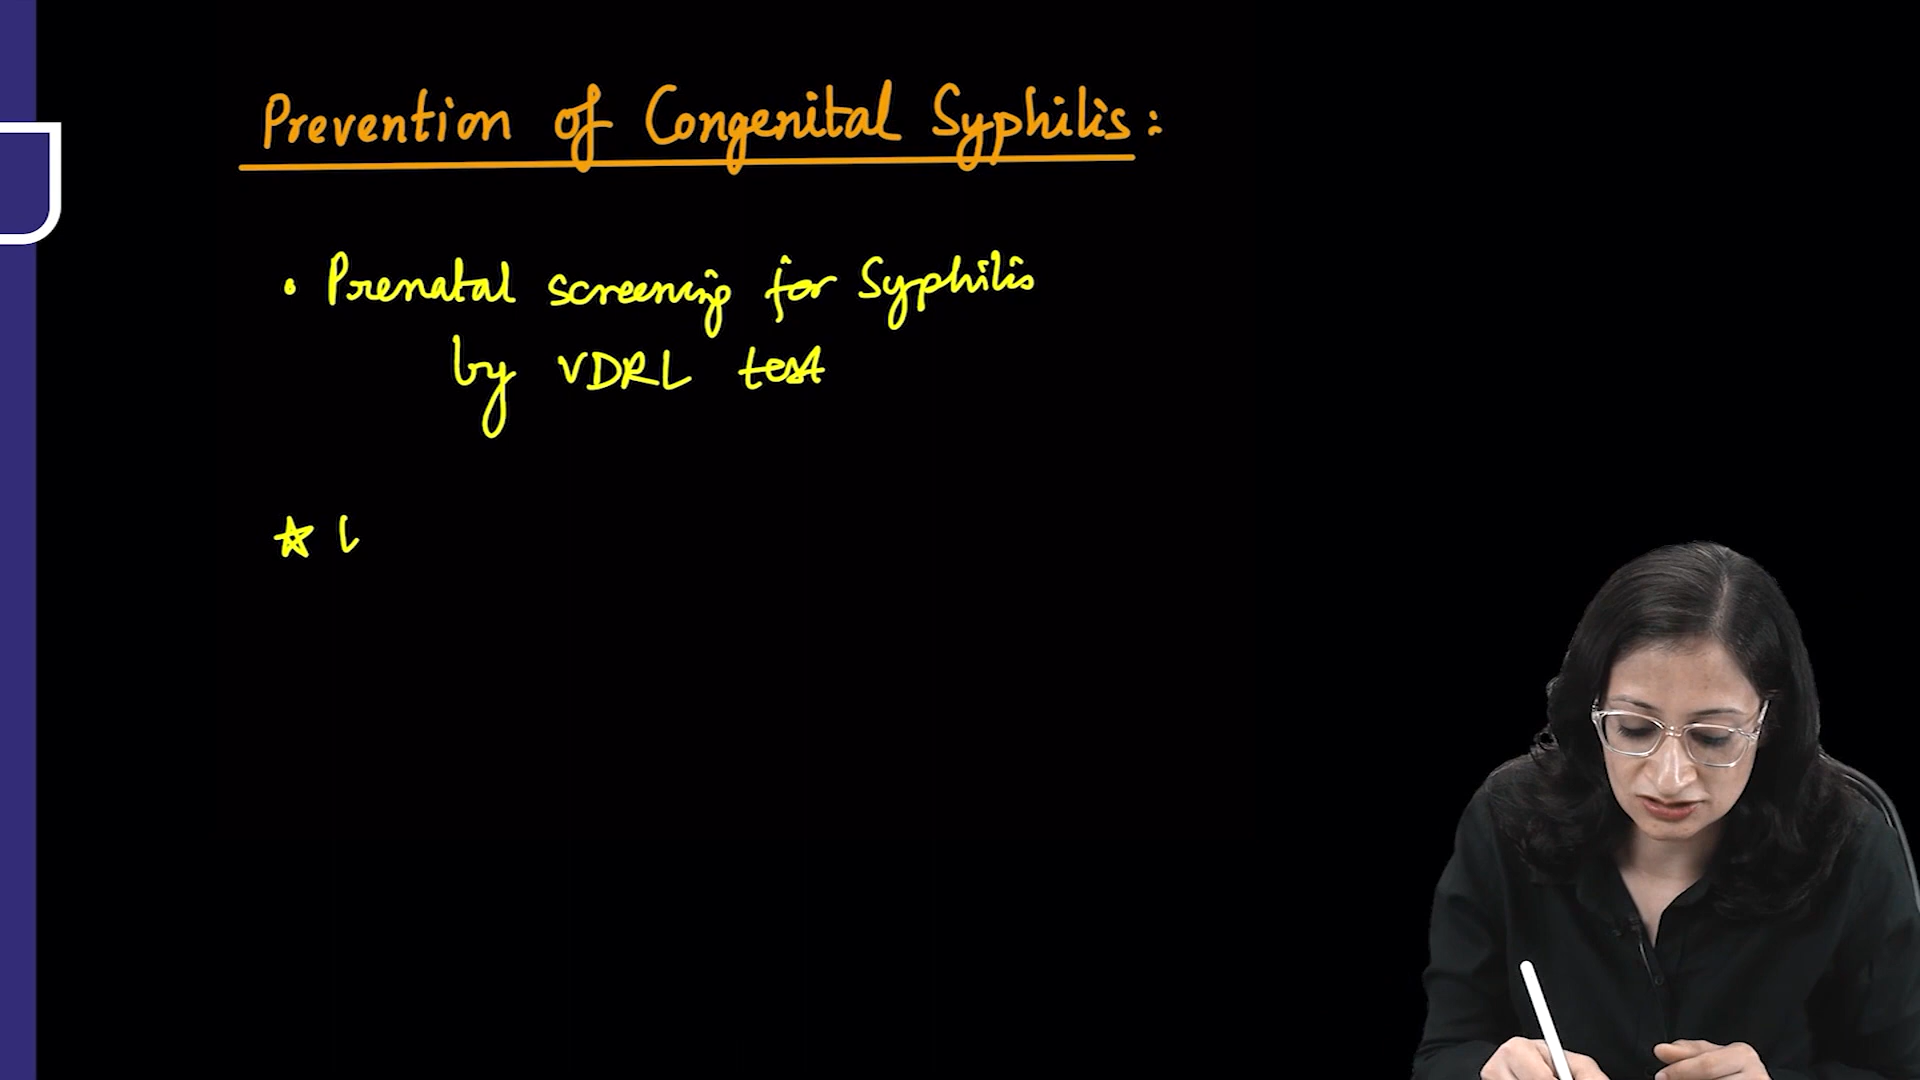 Prevention of Congenital Syphilis:
• Prenatal screening for Syphilis
by VDRL test